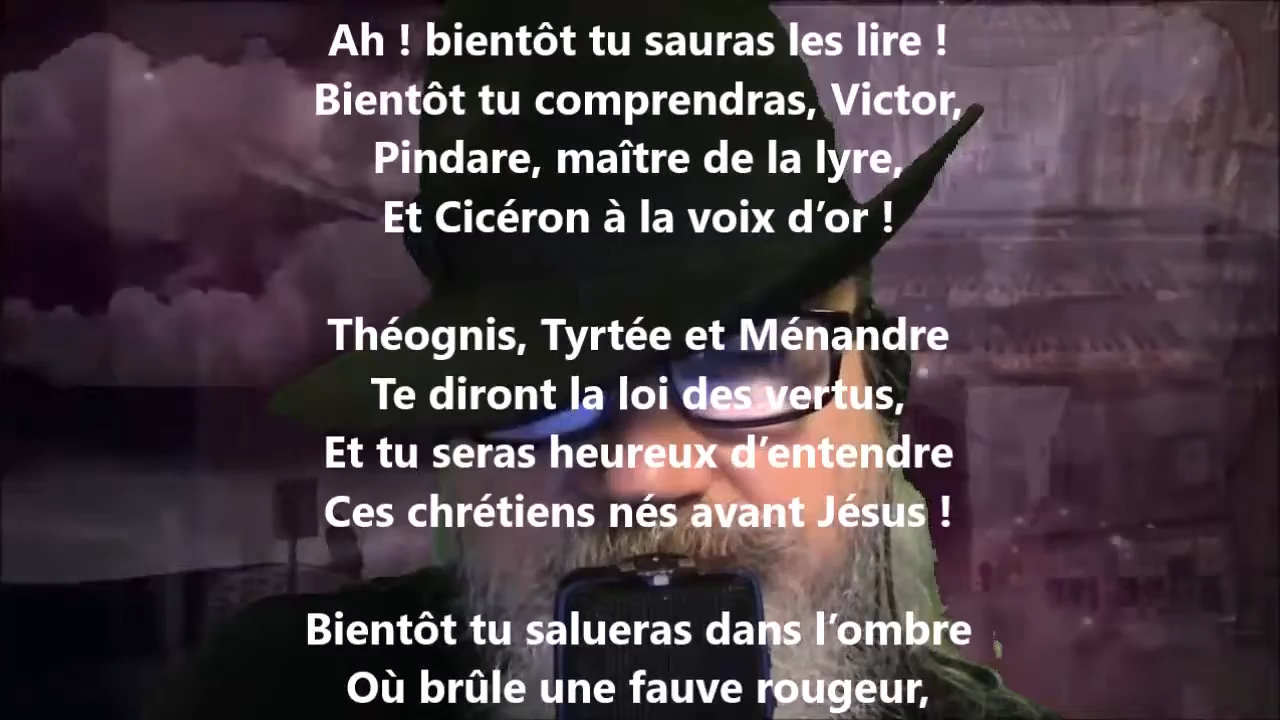 Ah ! bientôt tu sauras les lire !
Bientôt tu comprendras, Victor,
Pindare, maître de la lyre,
Et Cicéron à la voix d’or !
Théognis, Tyrtée et Ménandre
Te diront la loi des vertus,
Et tu seras heureux d’entendre
Ces chrétiens nés avant Jésus !
Bientôt tu salueras dans l’ombre
Où brûle une fauve rougeur,